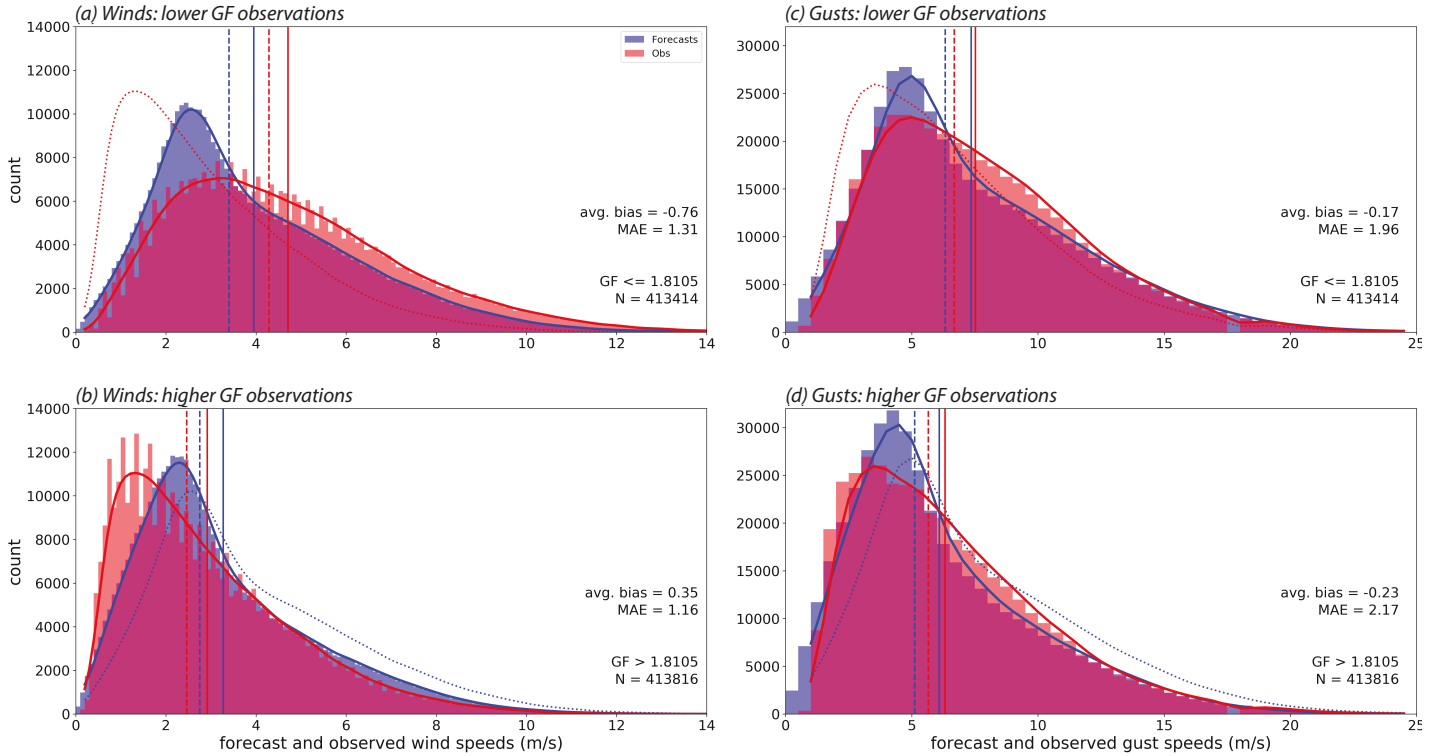 (a) Winds: lower GF observations
14000
12000
10000
8000
6000
4000
2000
0
count
Forecasts
Obs
avg. bias = -0.76
MAE = 1.31
GF <= 1.8105
N = 413414
0 2 4 6 8 10 12 14
(c) Gusts: lower GF observations
30000
25000
20000
15000
10000
5000
0
avg. bias = -0.17
MAE = 1.96
GF <= 1.8105
N = 413414
0 5 10 15 20 25
(b) Winds: higher GF observations
14000
12000
10000
8000
6000
4000
2000
0
count
avg. bias = 0.35
MAE = 1.16
GF > 1.8105
N = 413816
0 2 4 6 8 10 12 14
forecast and observed wind speeds (m/s)
(d) Gusts: higher GF observations
30000
25000
20000
15000
10000
5000
0
avg. bias = -0.23
MAE = 2.17
GF > 1.8105
N = 413816
0 5 10 15 20 25
forecast and observed gust speeds (m/s)